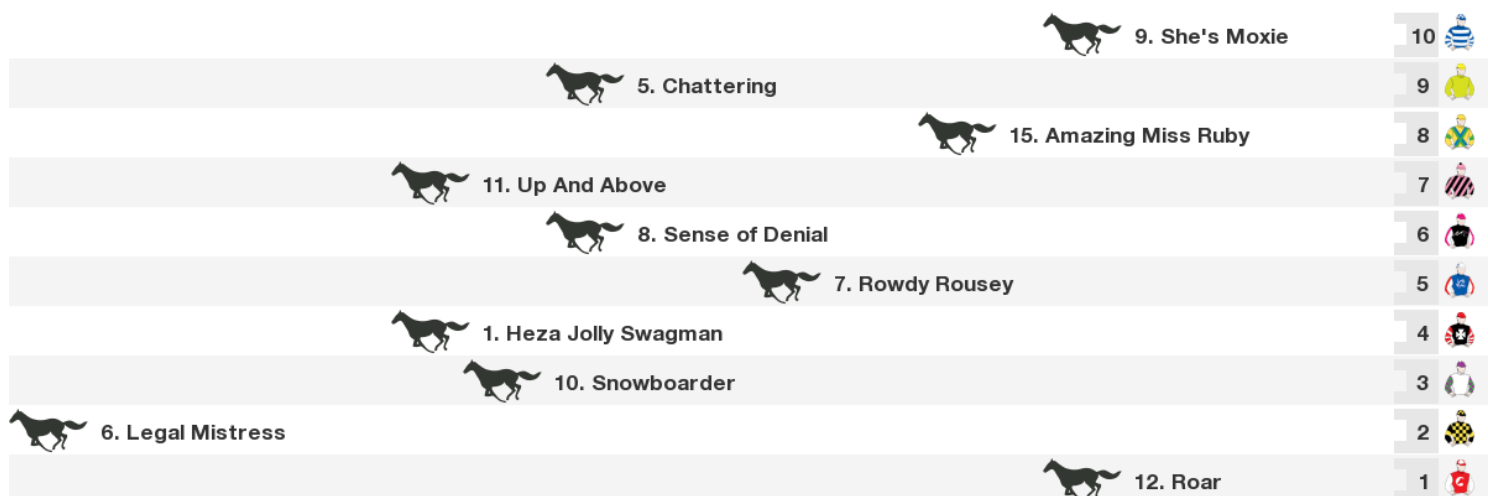 9. She's Moxie 10
5. Chattering 9
15. Amazing Miss Ruby 8
11. Up And Above 7
8. Sense of Denial 6
7. Rowdy Rousey 5
1. Heza Jolly Swagman 4
10. Snowboarder 3
6. Legal Mistress 2
12. Roar 1